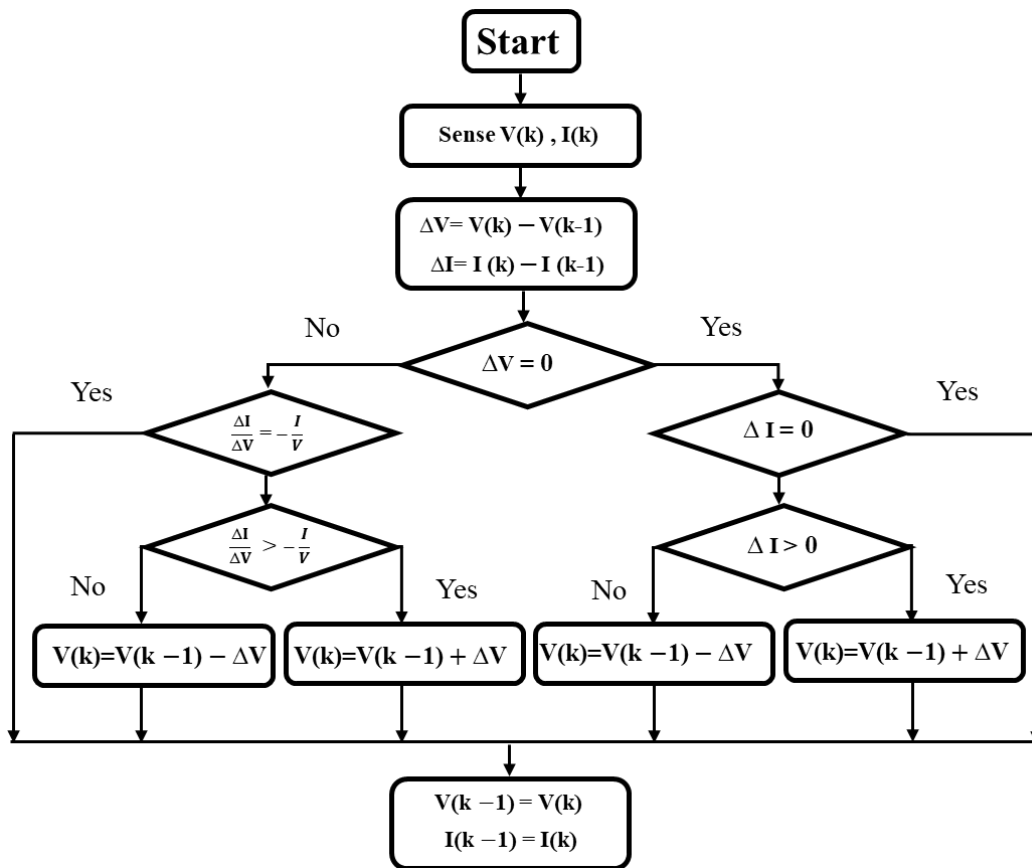 Start
Sense V(k) , I(k)
ΔV= V(k) − V(k-1)
ΔI= I (k) − I (k-1)
No
Yes
ΔV = 0
Yes
Yes
ΔI/ΔV = − I/V
Δ I = 0
ΔI/ΔV > − I/V
Δ I > 0
No
Yes
No
Yes
V(k)=V(k −1) − ΔV
V(k)=V(k −1) + ΔV
V(k)=V(k −1) − ΔV
V(k)=V(k −1) + ΔV
V(k −1) = V(k)
I(k −1) = I(k)